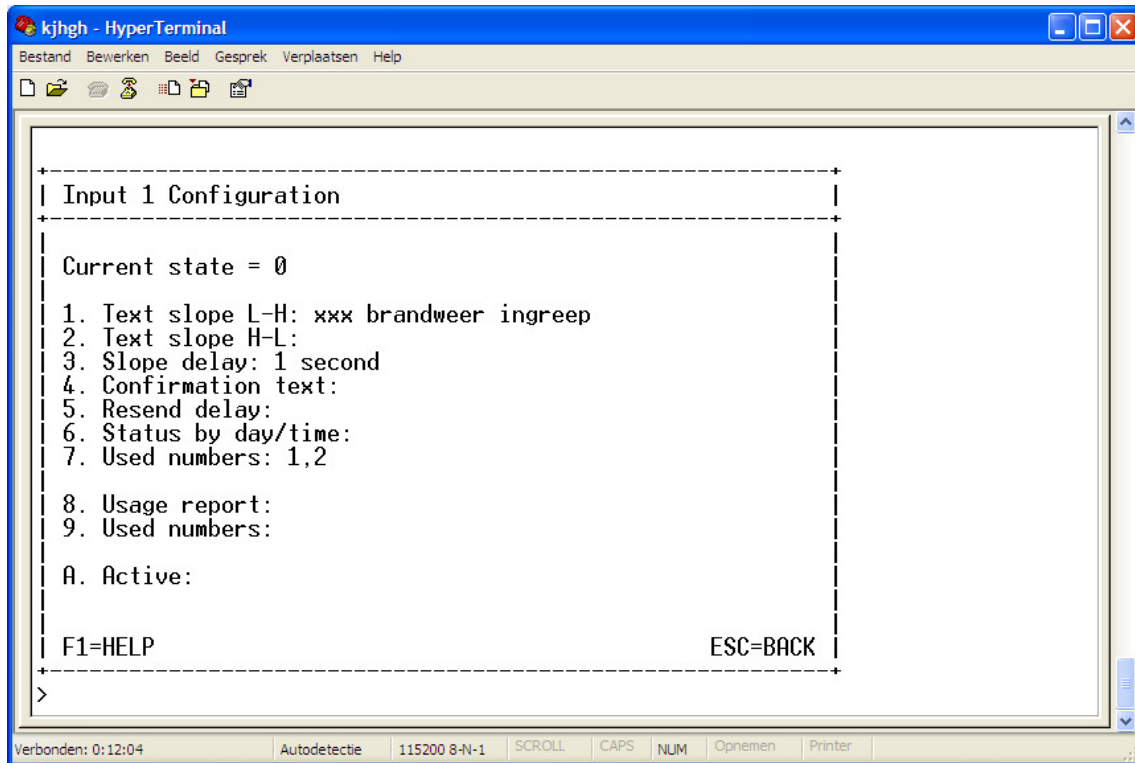 kjhgh - HyperTerminal
Bestand Bewerken Beeld Gesprek Verplaatsen Help
Input 1 Configuration
Current state = 0
1. Text slope L-H: xxx brandweer ingreep
2. Text slope H-L:
3. Slope delay: 1 second
4. Confirmation text:
5. Resend delay:
6. Status by day/time:
7. Used numbers: 1,2
8. Usage report:
9. Used numbers:
A. Active:
F1=HELP ESC=BACK
>
Verbonden: 0:12:04 Autodetectie 115200 8-N-1 SCROLL CAPS NUM Opnemen Printer